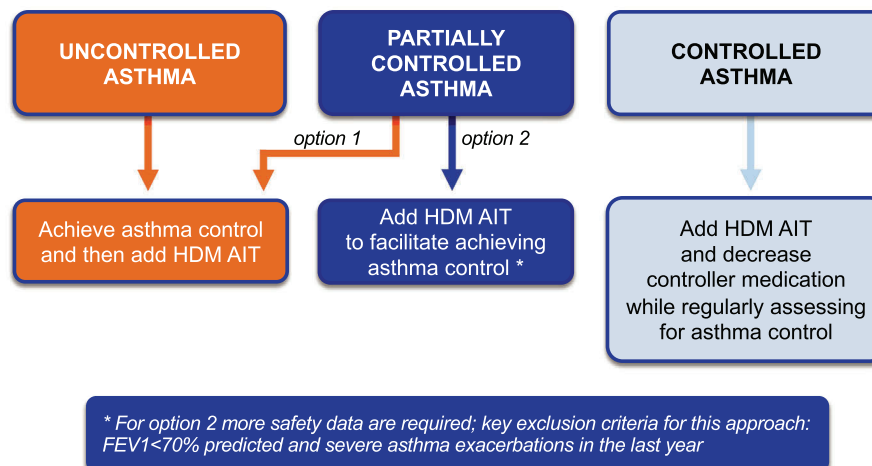 UNCONTROLLED
ASTHMA
PARTIALLY
CONTROLLED
ASTHMA
CONTROLLED
ASTHMA
option 1
option 2
Achieve asthma control
and then add HDM AIT
Add HDM AIT
to facilitate achieving
asthma control *
Add HDM AIT
and decrease
controller medication
while regularly assessing
for asthma control
* For option 2 more safety data are required; key exclusion criteria for this approach:
FEV1<70% predicted and severe asthma exacerbations in the last year